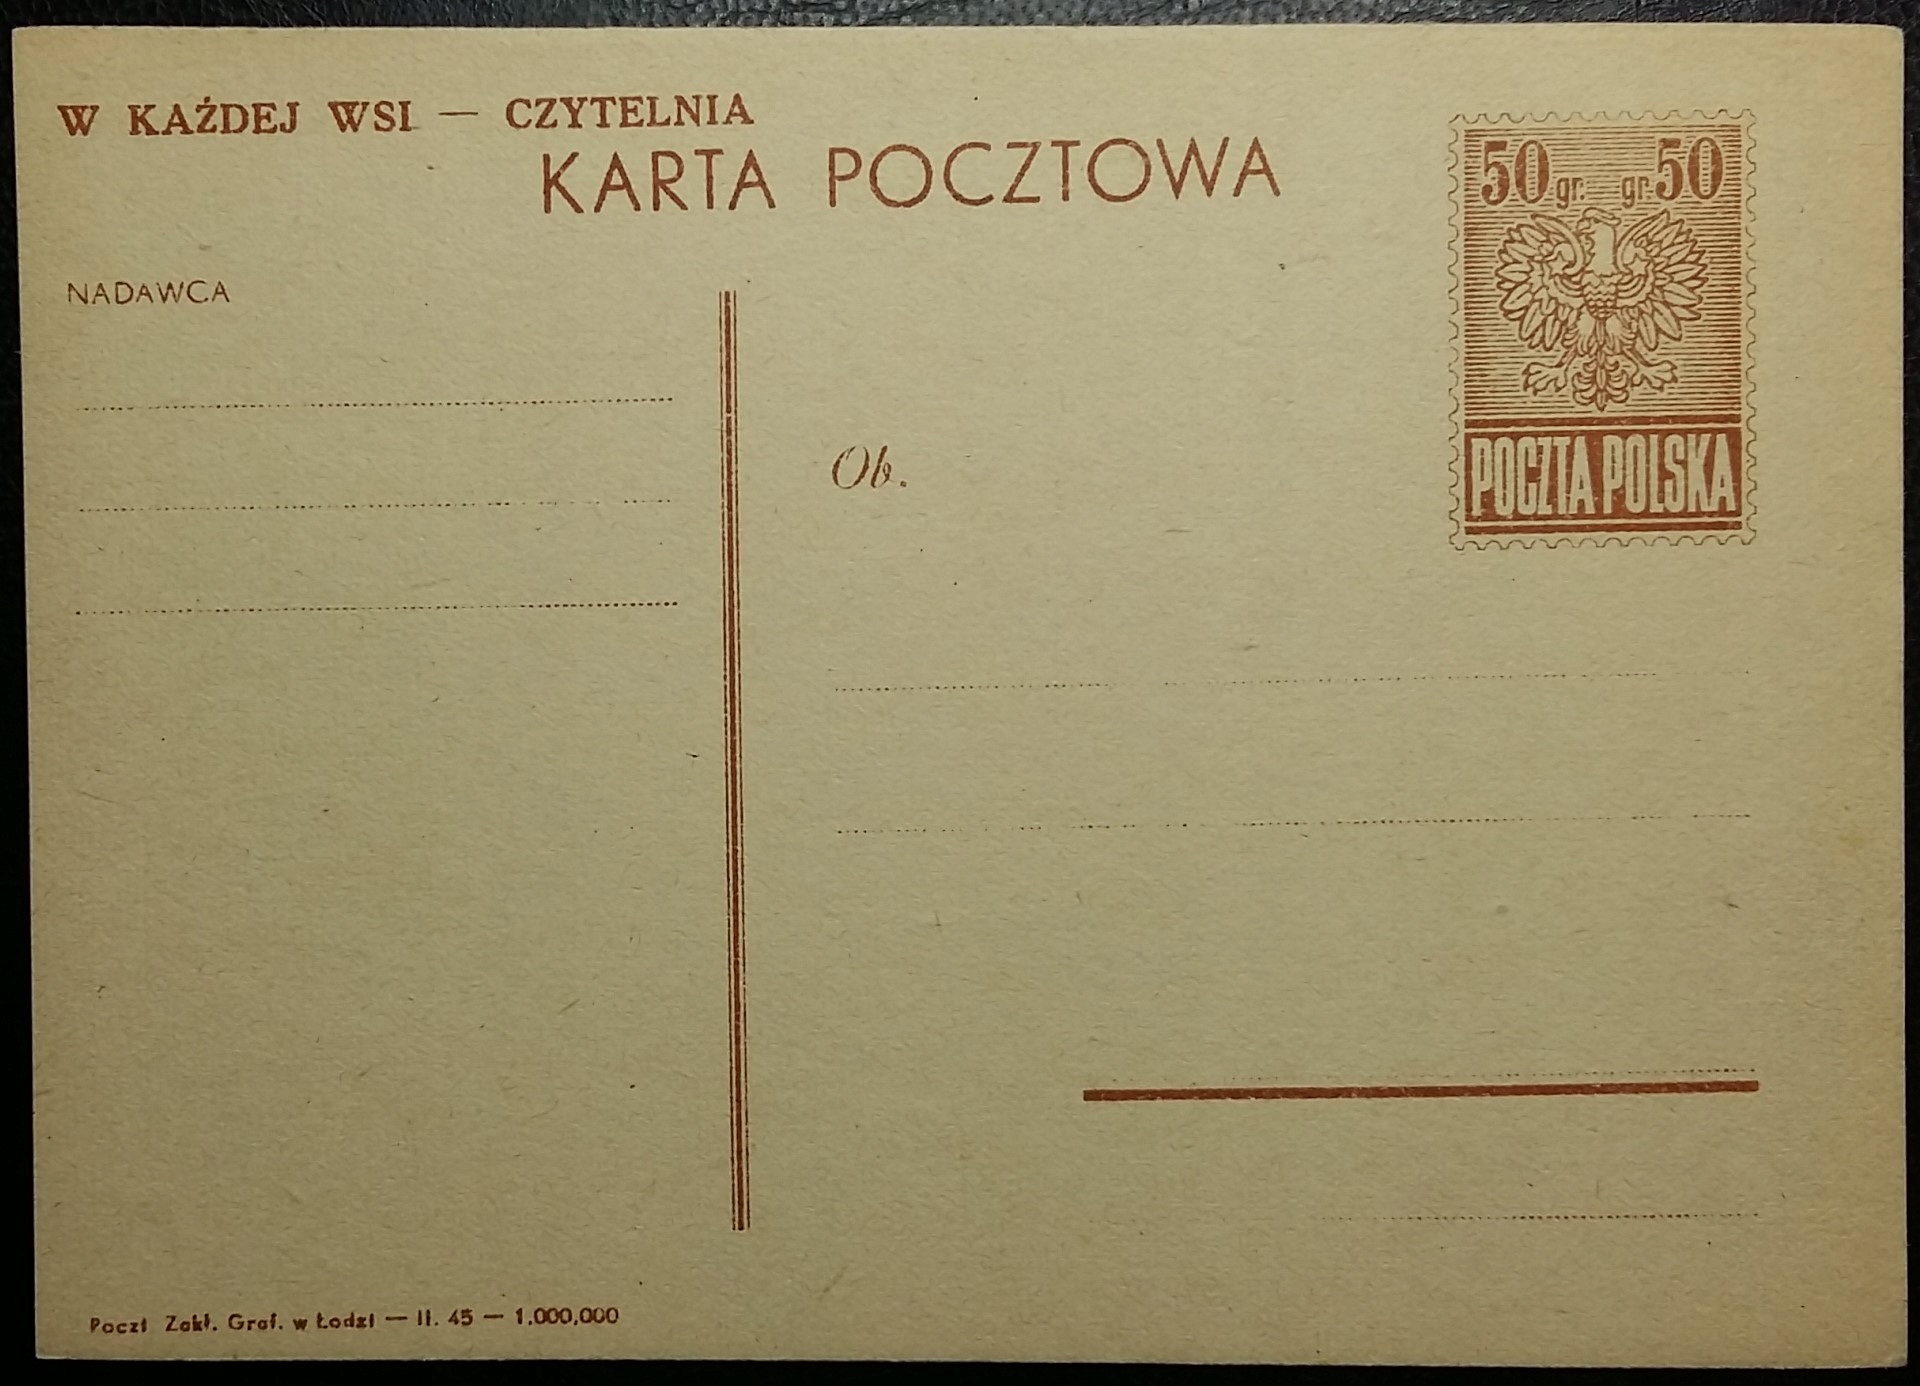 W KAŻDEJ WSI — CZYTELNIA
KARTA POCZTOWA
50 gr. gr. 50
NADAWCA
Ob.
POCZTA POLSKA
Poczt Zakł. Graf. w Łodzi — II. 45 — 1.000,000